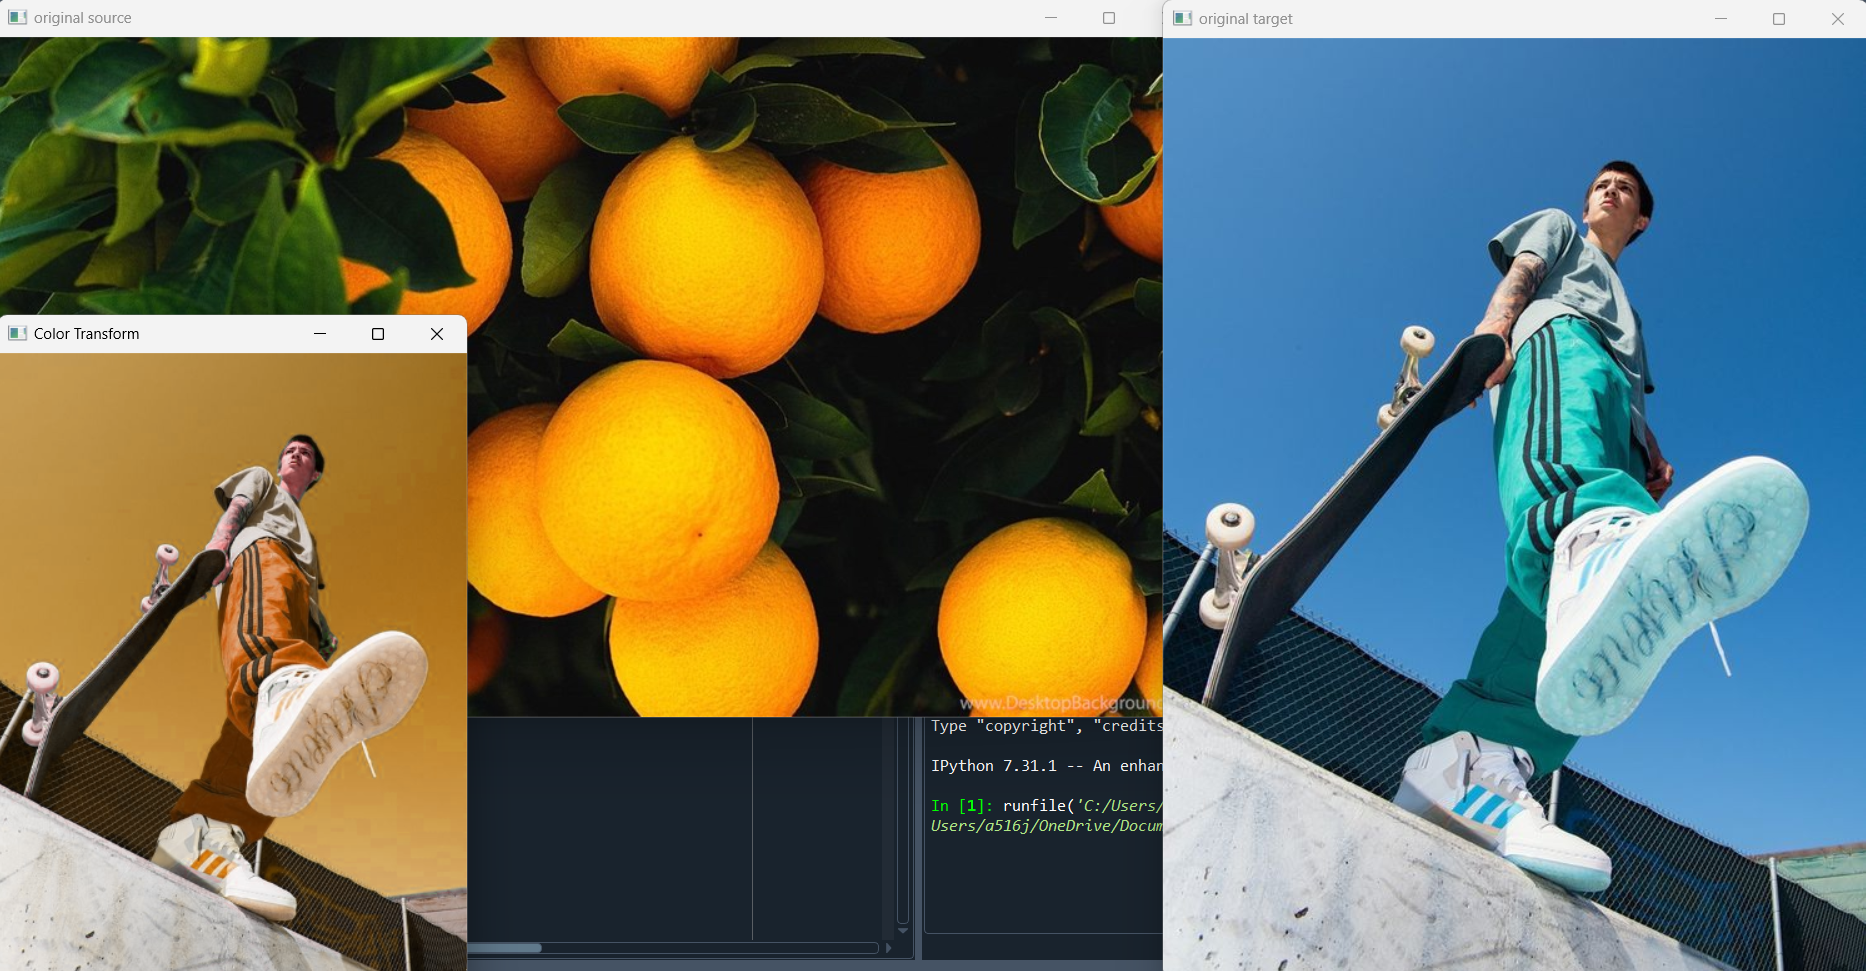 original source
original target
Color Transform
www.DesktopBackground
Type "copyright", "credits
IPython 7.31.1 -- An enhan
In [1]: runfile('C:/Users/
Users/a516j/OneDrive/Docum